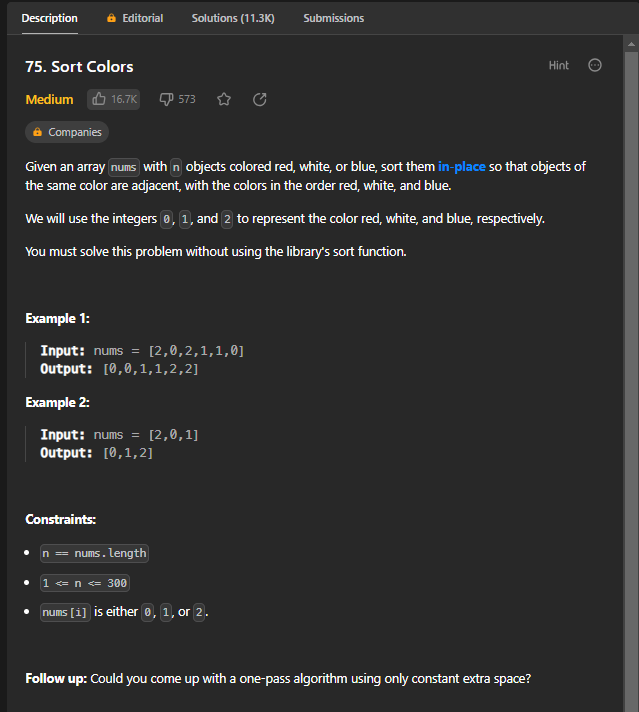 Description Editorial Solutions (11.3K) Submissions
75. Sort Colors Hint
Medium 16.7K 573
Companies
Given an array nums with n objects colored red, white, or blue, sort them in-place so that objects of
the same color are adjacent, with the colors in the order red, white, and blue.
We will use the integers 0, 1, and 2 to represent the color red, white, and blue, respectively.
You must solve this problem without using the library's sort function.
Example 1:
Input: nums = [2,0,2,1,1,0]
Output: [0,0,1,1,2,2]
Example 2:
Input: nums = [2,0,1]
Output: [0,1,2]
Constraints:
• n == nums.length
• 1 <= n <= 300
• nums[i] is either 0, 1, or 2.
Follow up: Could you come up with a one-pass algorithm using only constant extra space?